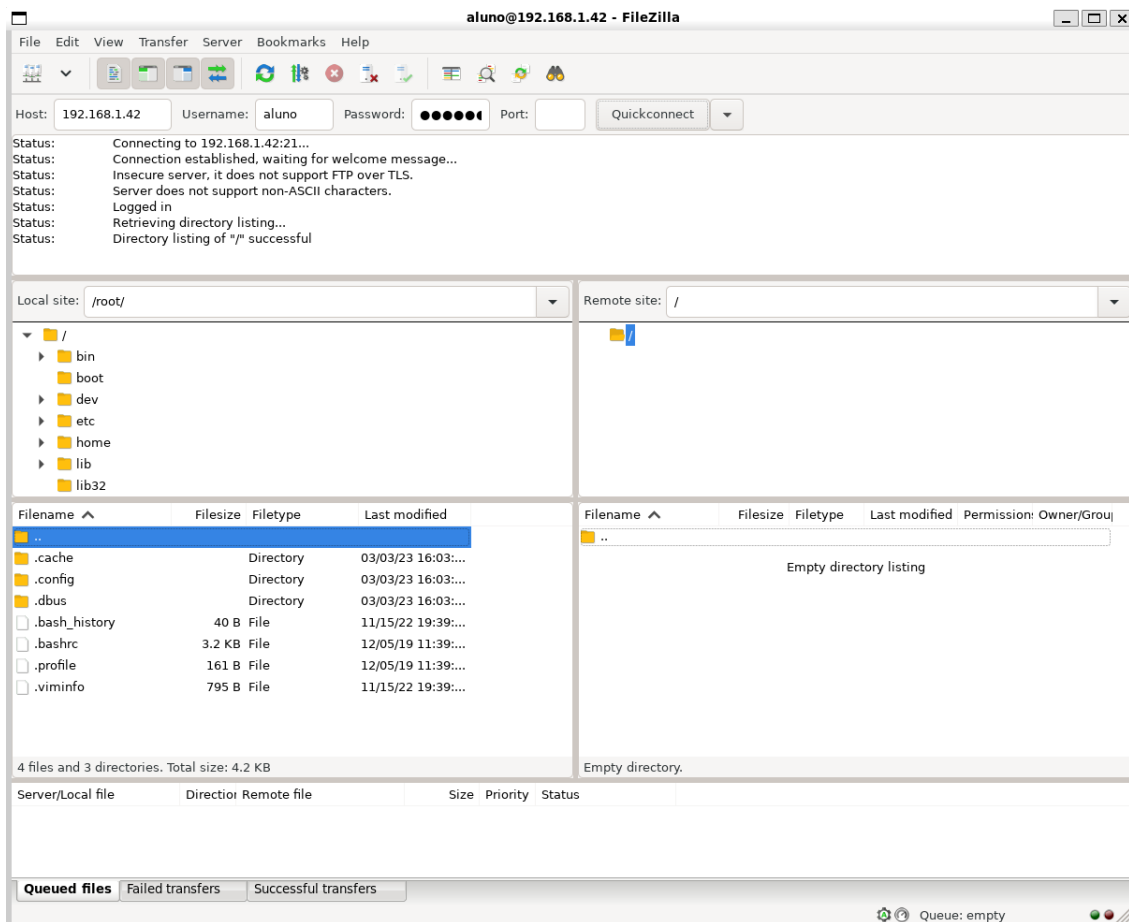 aluno@192.168.1.42 - FileZilla
File Edit View Transfer Server Bookmarks Help
Host: 192.168.1.42 Username: aluno Password: ●●●●●● Port: Quickconnect
Status: Connecting to 192.168.1.42:21...
Status: Connection established, waiting for welcome message...
Status: Insecure server, it does not support FTP over TLS.
Status: Server does not support non-ASCII characters.
Status: Logged in
Status: Retrieving directory listing...
Status: Directory listing of "/" successful
Local site: /root/
/
bin
boot
dev
etc
home
lib
lib32
Remote site: /
/
Filename Filesize Filetype Last modified
..
.cache Directory 03/03/23 16:03:...
.config Directory 03/03/23 16:03:...
.dbus Directory 03/03/23 16:03:...
.bash_history 40 B File 11/15/22 19:39:...
.bashrc 3.2 KB File 12/05/19 11:39:...
.profile 161 B File 12/05/19 11:39:...
.viminfo 795 B File 11/15/22 19:39:...
4 files and 3 directories. Total size: 4.2 KB
Filename Filesize Filetype Last modified Permission: Owner/Grou
..
Empty directory listing
Empty directory.
Server/Local file Direction Remote file Size Priority Status
Queued files Failed transfers Successful transfers
Queue: empty